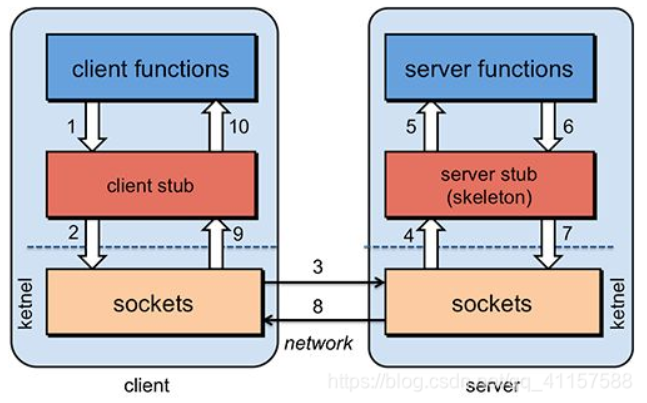 client functions
server functions
1
10
5
6
client stub
server stub
(skeleton)
2
9
4
7
3
ketnel
sockets
8
sockets
ketnel
network
client
server
https://blog.csdn.net/qq_41157588